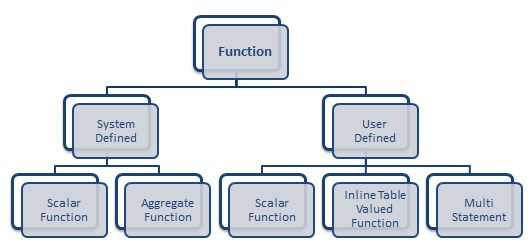 Function
System
Defined
User
Defined
Scalar
Function
Aggregate
Function
Scalar
Function
Inline Table
Valued
Function
Multi
Statement